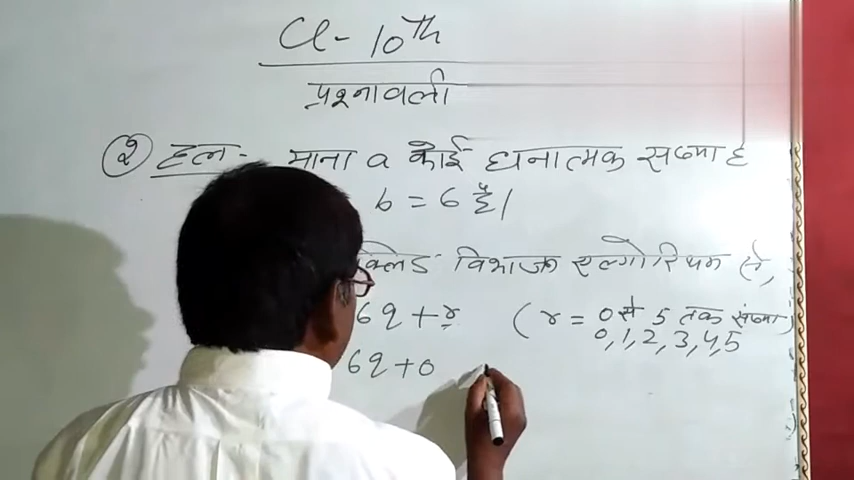 Cl - 10Th
प्रश्नावली
② हल - माना a कोई धनात्मक संख्या है
b = 6 है।
विभाजन एल्गोरिथम से,
6q + r (r = 0 से 5 तक संख्या)
0, 1, 2, 3, 4, 5
6q + 0